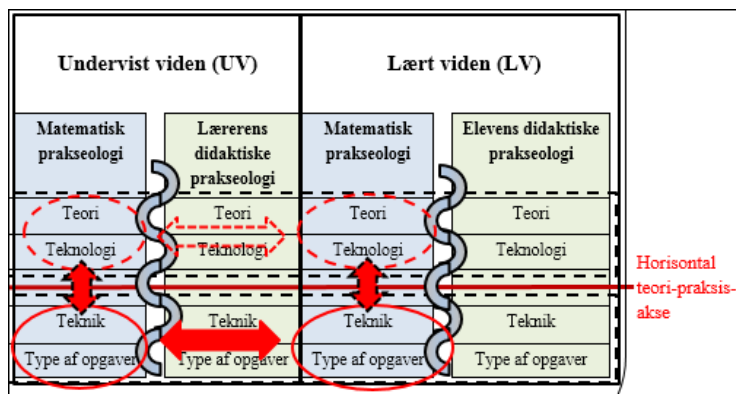 Undervist viden (UV)
Lært viden (LV)
Matematisk
prakseologi
Lærerens
didaktiske
prakseologi
Matematisk
prakseologi
Elevens didaktiske
prakseologi
Teori
Teori
Teori
Teori
Teknologi
Teknologi
Teknologi
Teknologi
Teknik
Teknik
Teknik
Teknik
Type af opgaver
Type af opgaver
Type af opgaver
Type af opgaver
Horisontal
teori-praksis-
akse